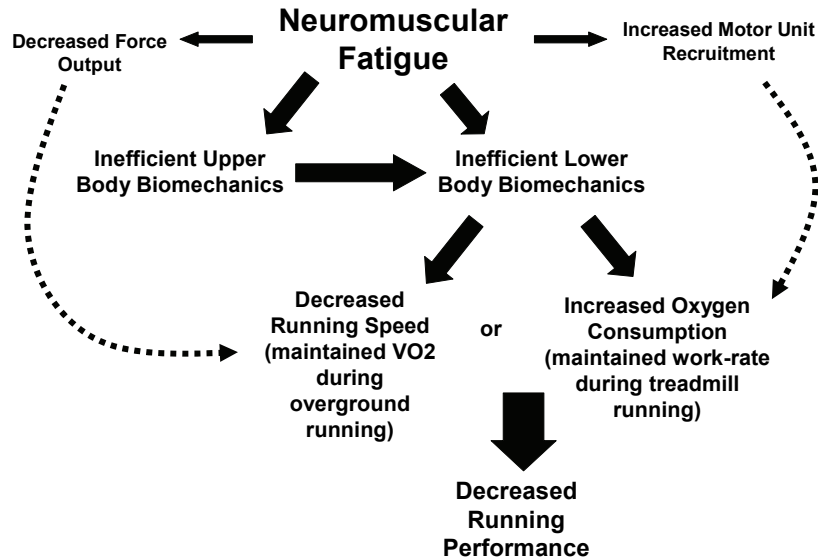 Neuromuscular
Fatigue
Decreased Force
Output
Increased Motor Unit
Recruitment
Inefficient Upper
Body Biomechanics
Inefficient Lower
Body Biomechanics
Decreased
Running Speed
(maintained VO2
during
overground
running)
or
Increased Oxygen
Consumption
(maintained work-rate
during treadmill
running)
Decreased
Running
Performance